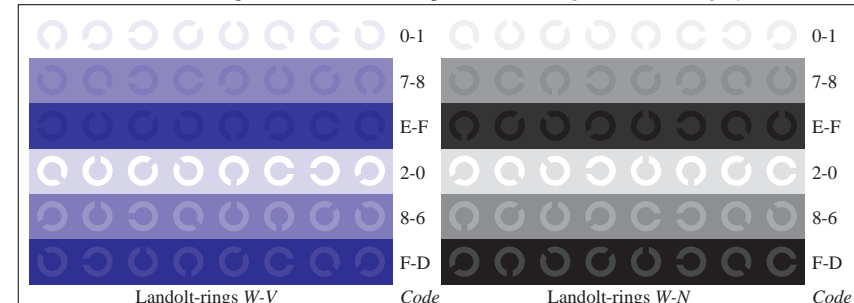 0-1 0-1
7-8 7-8
E-F E-F
2-0 2-0
8-6 8-6
F-D F-D
Landolt-rings W-V Code Landolt-rings W-N Code